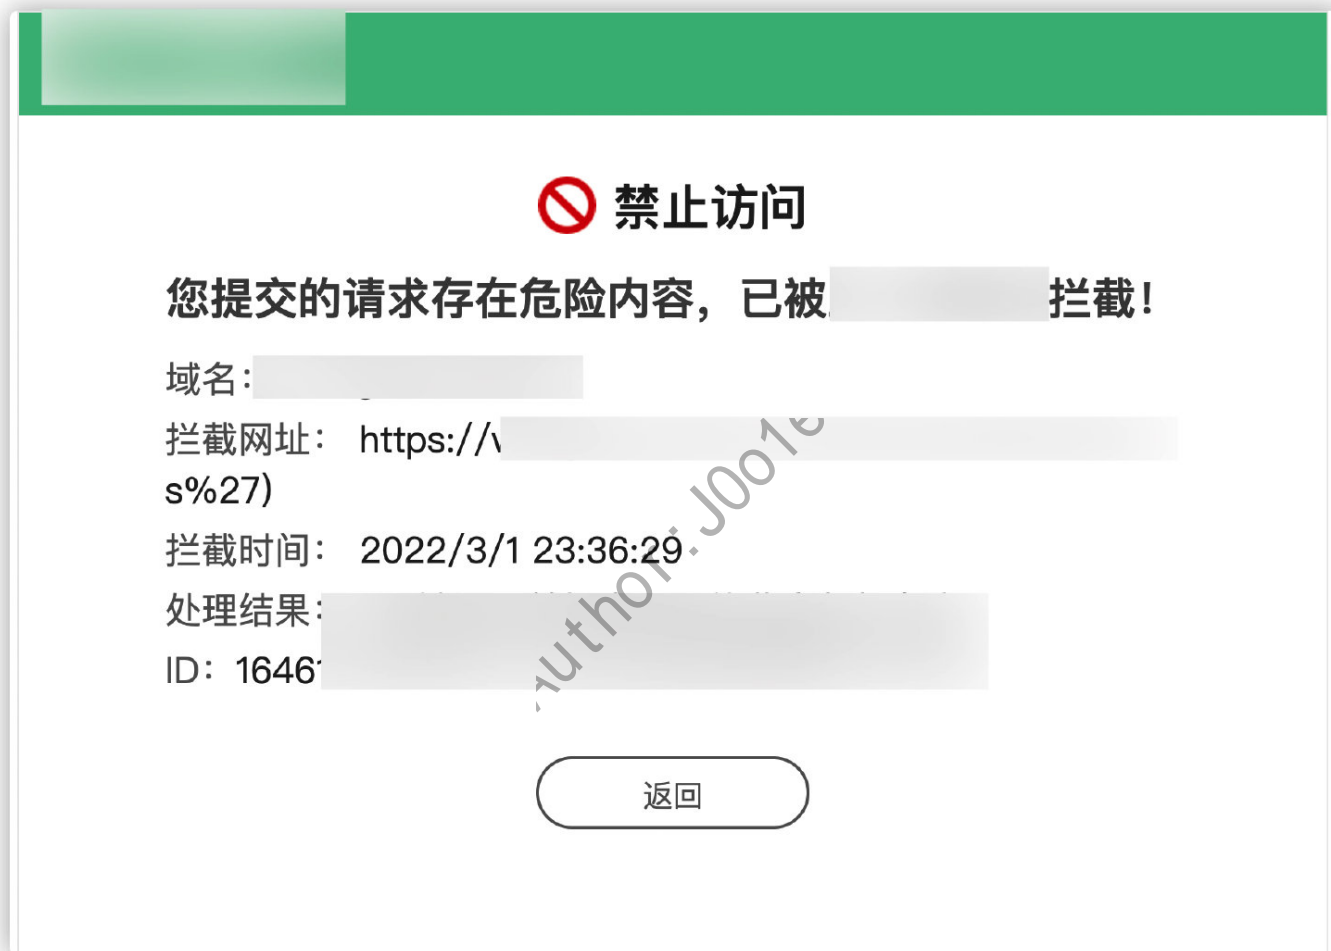 禁止访问
您提交的请求存在危险内容，已被拦截！
域名：
拦截网址： https://
s%27)
拦截时间： 2022/3/1 23:36:29
处理结果：
ID：1646
返回